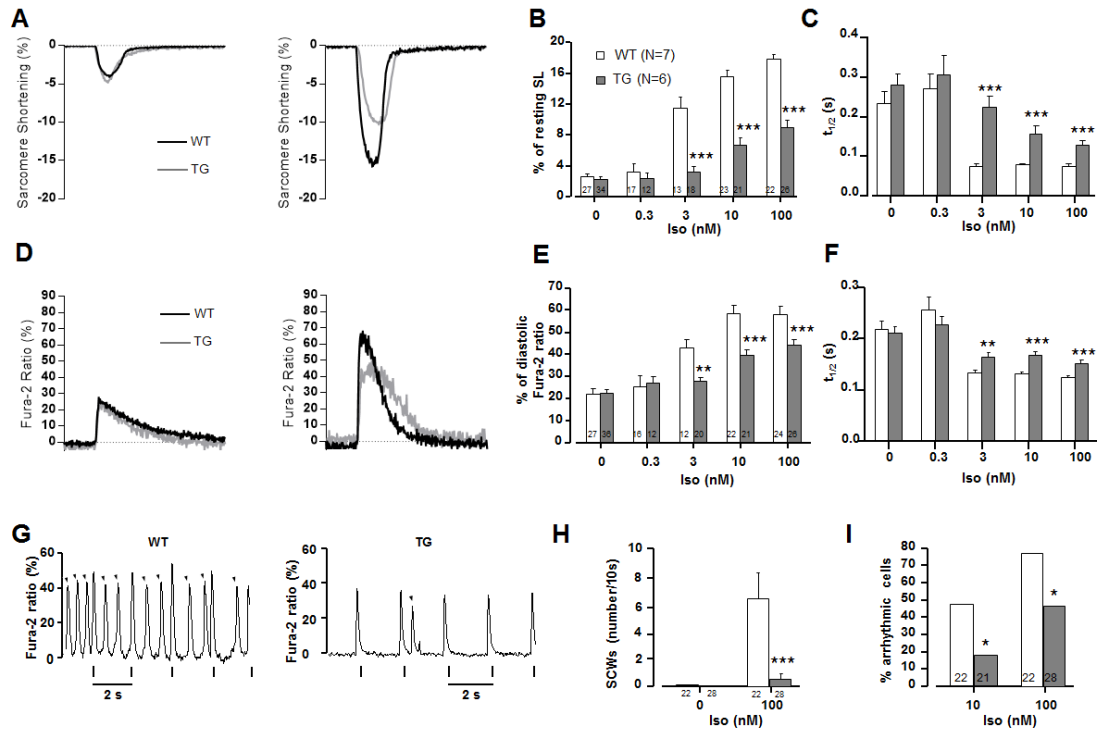 A
0
-5
-10
-15
-20
Sarcomere Shortening (%)
WT
TG
0
-5
-10
-15
-20
Sarcomere Shortening (%)
B
% of resting SL
20
16
12
8
4
0
WT (N=7)
TG (N=6)
*** *** ***
27 34 17 12 13 18 23 21 22 26
0 0.3 3 10 100
Iso (nM)
C
t1/2 (s)
0.4
0.3
0.2
0.1
0.0
*** *** ***
0 0.3 3 10 100
Iso (nM)
D
Fura-2 Ratio (%)
90
80
70
60
50
40
30
20
10
0
WT
TG
Fura-2 Ratio (%)
90
80
70
60
50
40
30
20
10
0
E
% of diastolic
Fura-2 ratio
70
60
50
40
30
20
10
0
** *** ***
27 36 16 12 12 20 22 21 24 26
0 0.3 3 10 100
Iso (nM)
F
t1/2 (s)
0.3
0.2
0.1
0.0
** *** ***
0 0.3 3 10 100
Iso (nM)
G
WT
Fura-2 ratio (%)
60
40
20
0
2 s
TG
Fura-2 ratio (%)
60
40
20
0
2 s
H
SCWs (number/10s)
10
8
6
4
2
0
***
22 28 22 28
0 100
Iso (nM)
I
% arrhythmic cells
80
70
60
50
40
30
20
10
0
* *
22 21 22 28
10 100
Iso (nM)